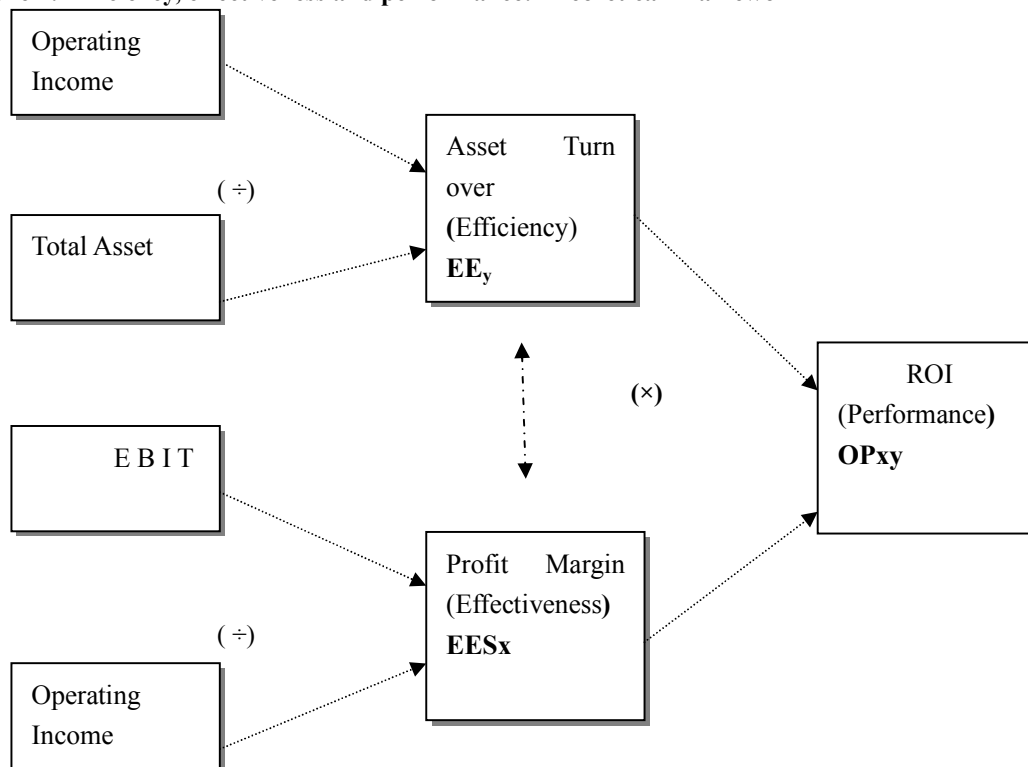 Operating
Income
Asset Turn
over
(Efficiency)
EEy
(÷)
Total Asset
ROI
(Performance)
OPxy
(×)
E B I T
Profit Margin
(Effectiveness)
EESx
(÷)
Operating
Income